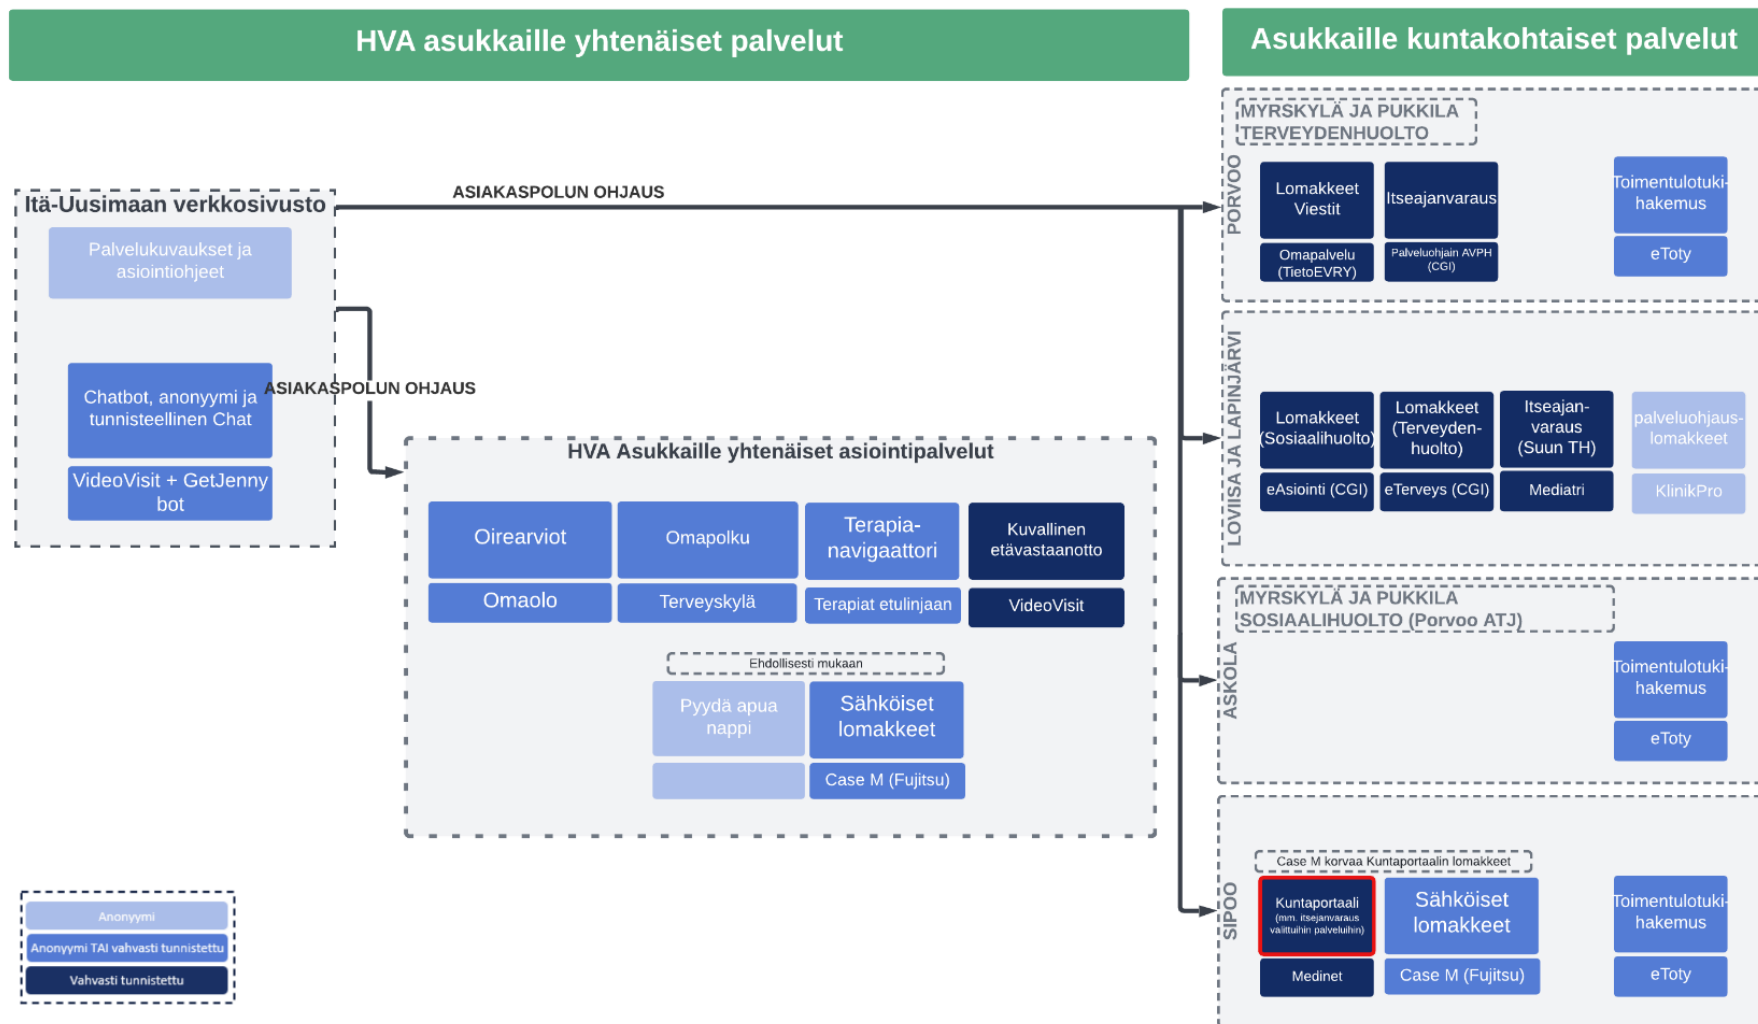 HVA asukkaille yhtenäiset palvelut
Asukkaille kuntakohtaiset palvelut
Itä-Uusimaan verkkosivusto
Palvelukuvaukset ja
asiointiohjeet
Chatbot, anonyymi ja
tunnisteellinen Chat
VideoVisit + GetJenny
bot
ASIAKASPOLUN OHJAUS
ASIAKASPOLUN OHJAUS
HVA Asukkaille yhtenäiset asiointipalvelut
Oirearviot
Omaolo
Omapolku
Terveyskylä
Terapia-
navigaattori
Terapiat etulinjaan
Kuvallinen
etävastaanotto
VideoVisit
Ehdollisesti mukaan
Pyydä apua
nappi
Sähköiset
lomakkeet
Case M (Fujitsu)
MYRSKYLÄ JA PUKKILA
TERVEYDENHUOLTO
PORVOO
Lomakkeet
Viestit
Omapalvelu
(TietoEVRY)
Itseajanvaraus
Palveluohjain AVPH
(CGI)
Toimentulotuki-
hakemus
eToty
LOVIISA JA LAPINJÄRVI
Lomakkeet
(Sosiaalihuolto)
eAsiointi (CGI)
Lomakkeet
(Terveyden-
huolto)
eTerveys (CGI)
Itseajan-
varaus
(Suun TH)
Mediatri
palveluohjaus-
lomakkeet
KlinikPro
MYRSKYLÄ JA PUKKILA
SOSIAALIHUOLTO (Porvoo ATJ)
ASKOLA
Toimentulotuki-
hakemus
eToty
SIPOO
Case M korvaa Kuntaportaalin lomakkeet
Kuntaportaali
(mm. itsejanvaraus
valittuihin palveluihin)
Medinet
Sähköiset
lomakkeet
Case M (Fujitsu)
Toimentulotuki-
hakemus
eToty
Anonyymi
Anonyymi TAI vahvasti tunnistettu
Vahvasti tunnistettu